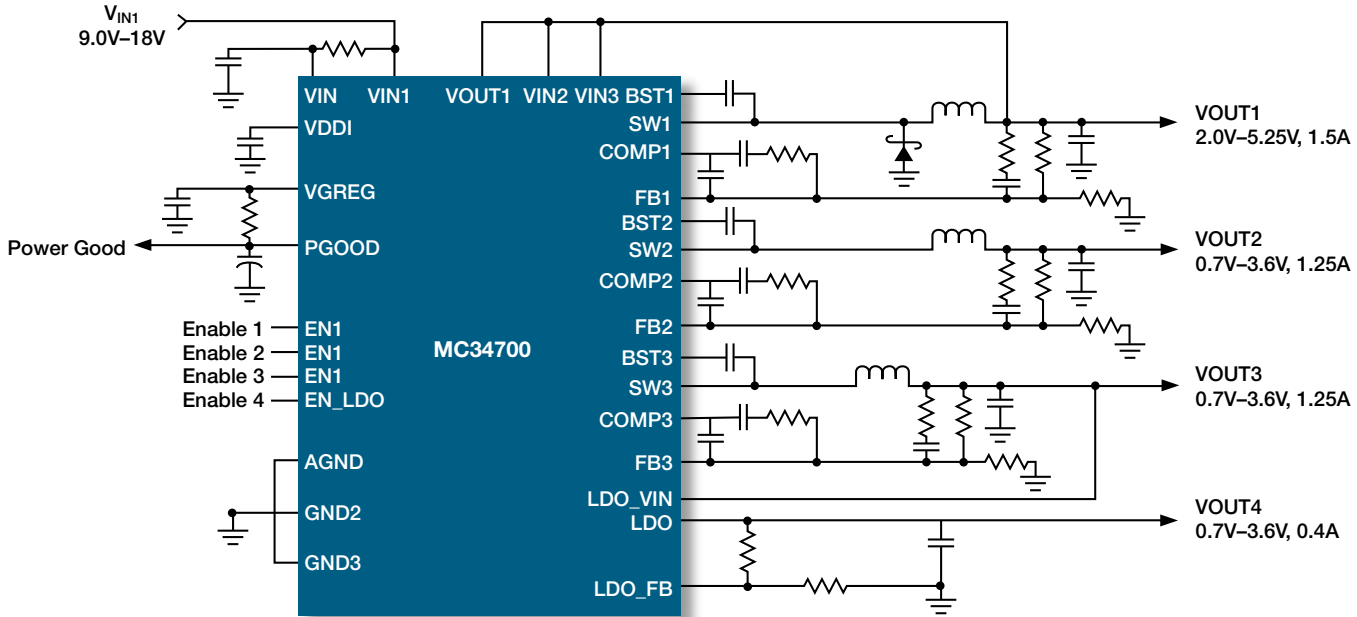 VIN1
9.0V–18V
VIN VIN1 VOUT1 VIN2 VIN3 BST1
VDDI
SW1
COMP1
VGREG
FB1
BST2
Power Good
PGOOD
SW2
COMP2
Enable 1
EN1
FB2
Enable 2
EN1
MC34700
BST3
Enable 3
EN1
SW3
Enable 4
EN_LDO
COMP3
AGND
FB3
LDO_VIN
GND2
LDO
GND3
LDO_FB
VOUT1
2.0V–5.25V, 1.5A
VOUT2
0.7V–3.6V, 1.25A
VOUT3
0.7V–3.6V, 1.25A
VOUT4
0.7V–3.6V, 0.4A